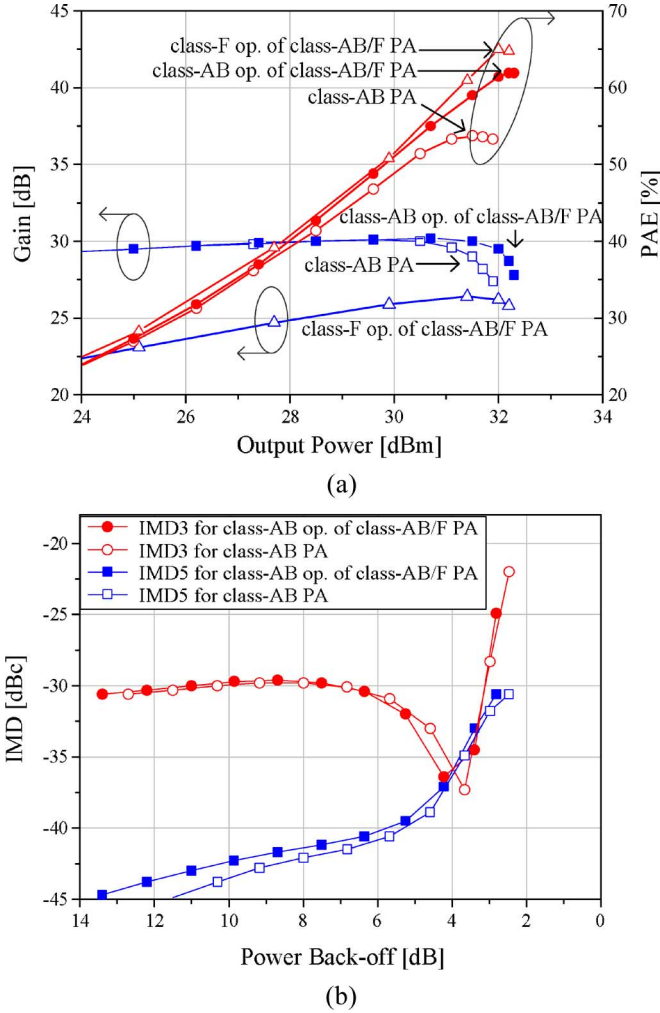 70
45
class-F op. of class-AB/F PA
class-AB op. of class-AB/F PA
60
40
class-AB PA
Gain [dB]
35
50
PAE [%]
class-AB op. of class-AB/F PA
30
40
class-AB PA
25
30
class-F op. of class-AB/F PA
20
20
24 26 28 30 32 34
Output Power [dBm]
(a)
IMD3 for class-AB op. of class-AB/F PA
-20
IMD3 for class-AB PA
IMD5 for class-AB op. of class-AB/F PA
IMD5 for class-AB PA
-25
IMD [dBc]
-30
-35
-40
-45
14 12 10 8 6 4 2 0
Power Back-off [dB]
(b)